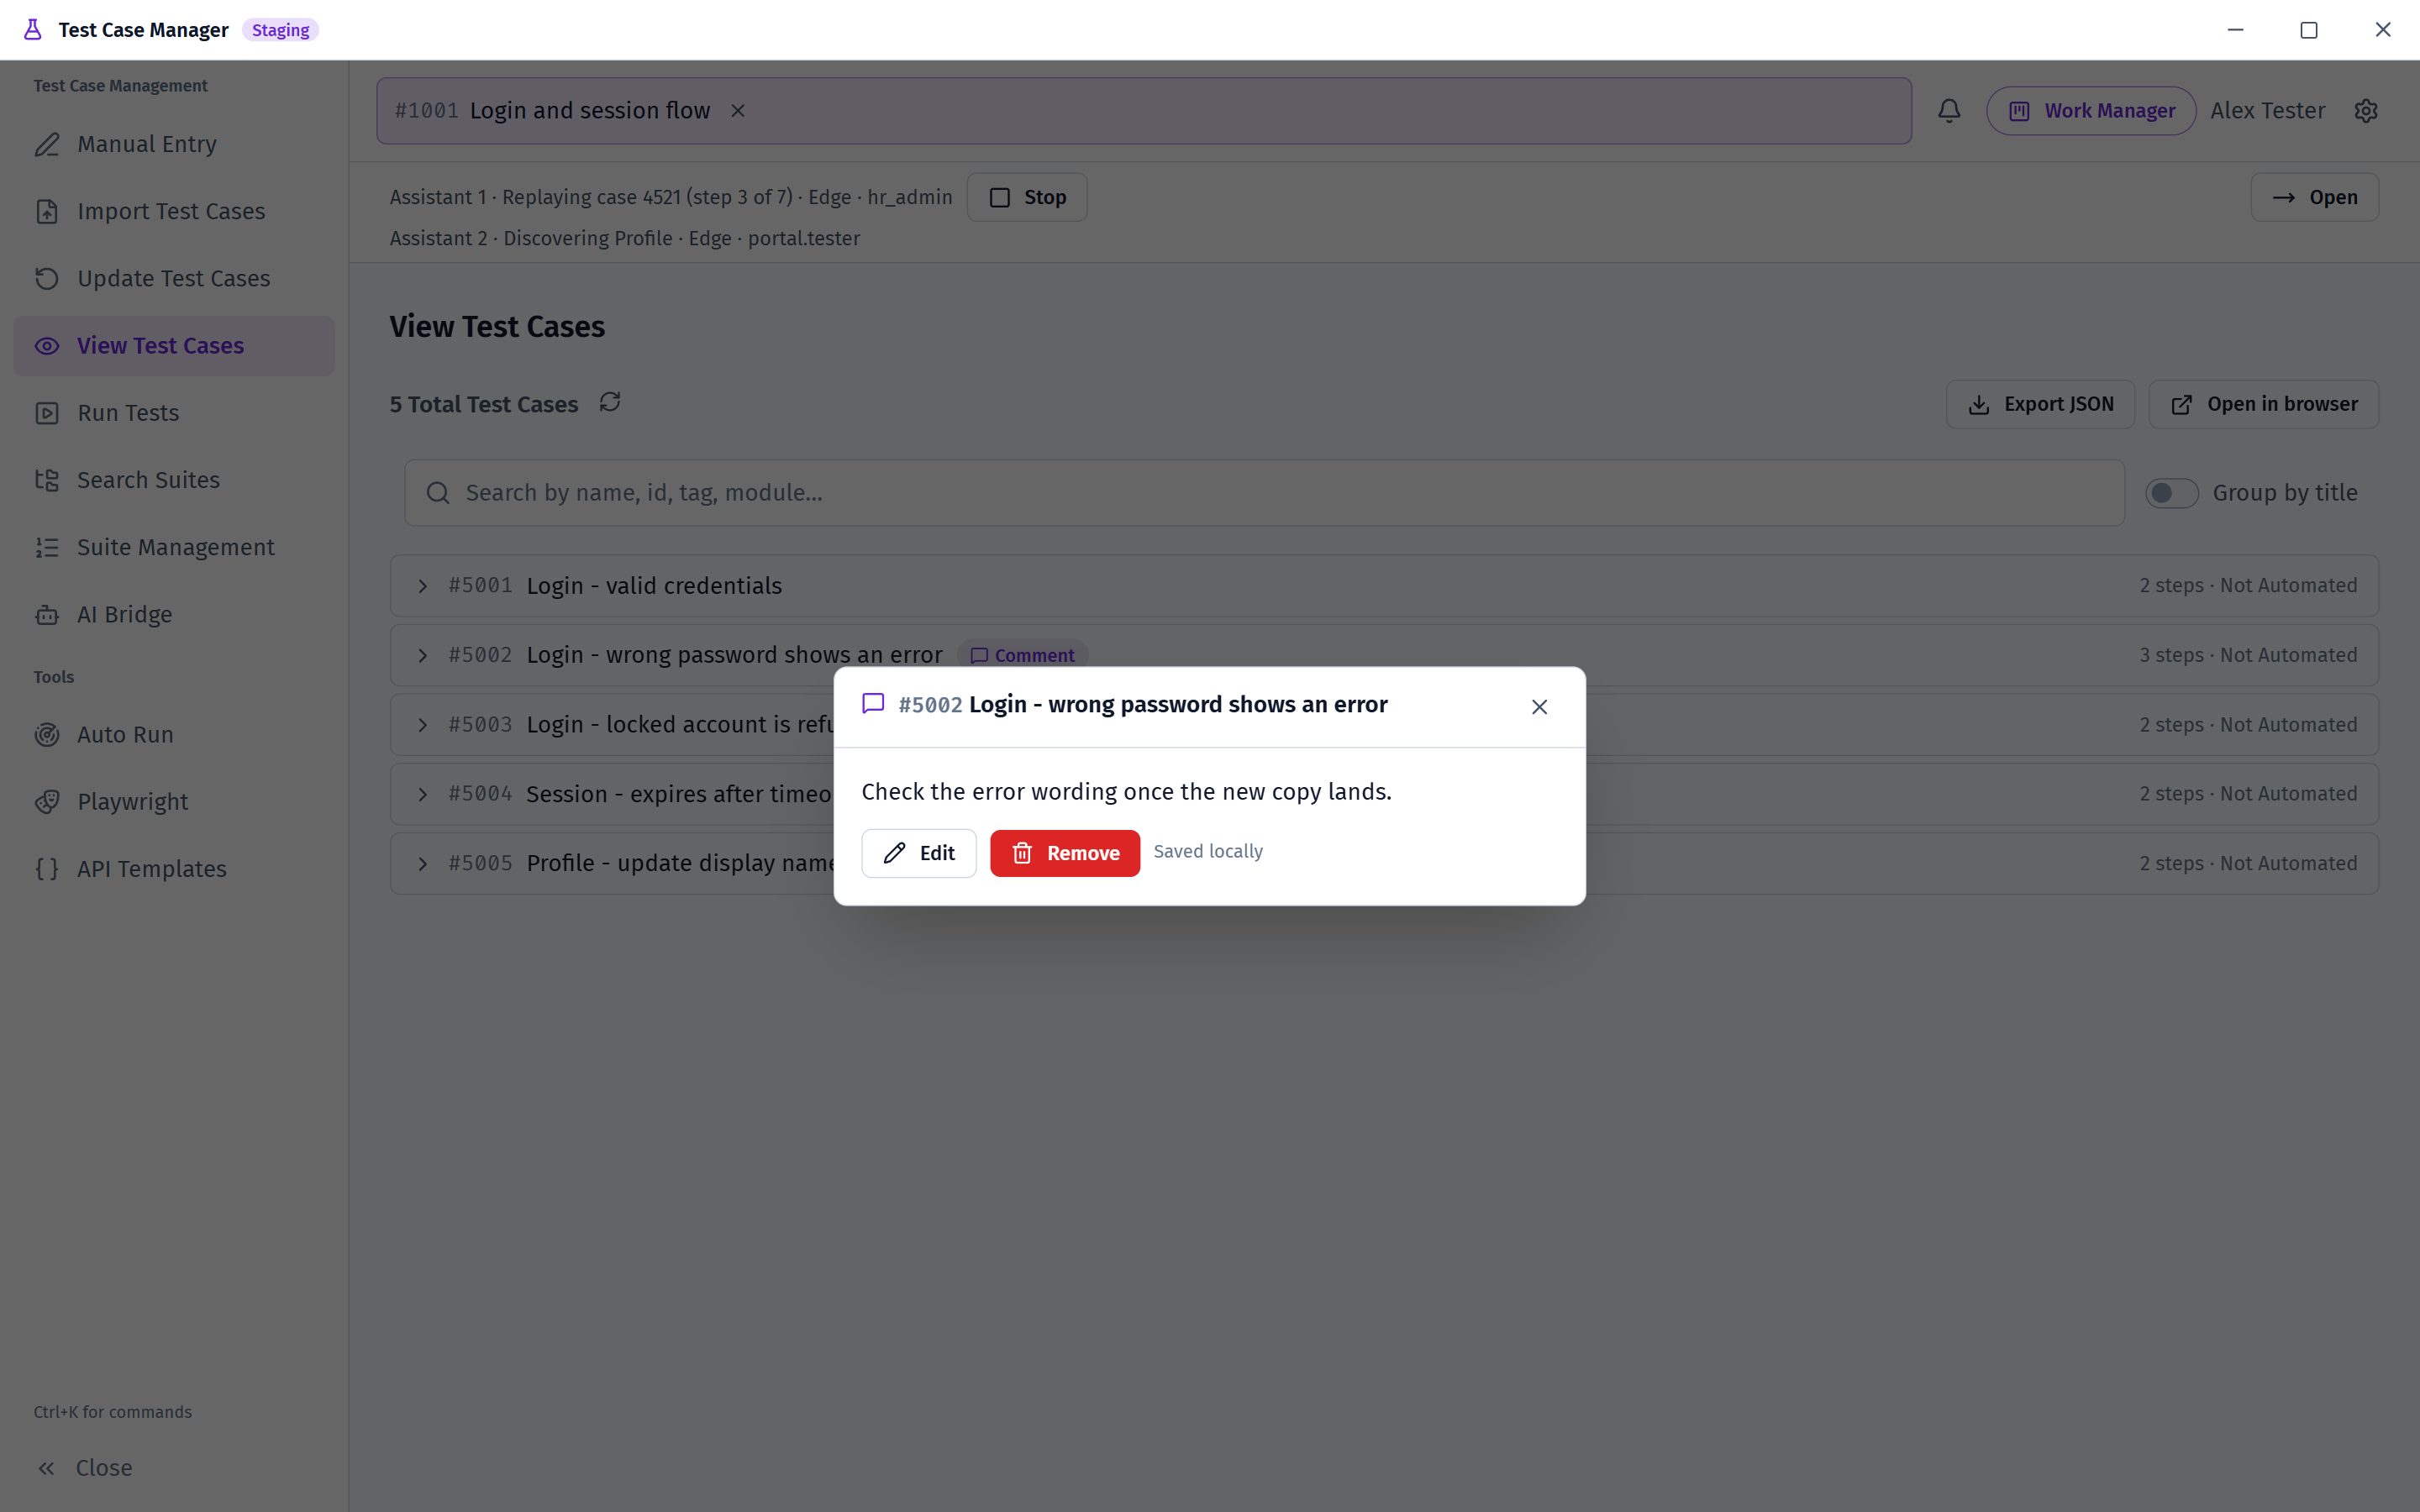 Test Case Manager Staging
Test Case Management
Manual Entry
Import Test Cases
Update Test Cases
View Test Cases
Run Tests
Search Suites
Suite Management
AI Bridge
Tools
Auto Run
Playwright
API Templates
Ctrl+K for commands
Close
#1001 Login and session flow
Work Manager
Alex Tester
Assistant 1 · Replaying case 4521 (step 3 of 7) · Edge · hr_admin Stop Open
Assistant 2 · Discovering Profile · Edge · portal.tester
View Test Cases
5 Total Test Cases
Export JSON Open in browser
Search by name, id, tag, module...
Group by title
#5001 Login - valid credentials 2 steps · Not Automated
#5002 Login - wrong password shows an error Comment 3 steps · Not Automated
#5003 Login - locked account is 2 steps · Not Automated
#5004 Session - expires after 2 steps · Not Automated
#5005 Profile - update display name 2 steps · Not Automated
#5002 Login - wrong password shows an error
Check the error wording once the new copy lands.
Edit Remove Saved locally